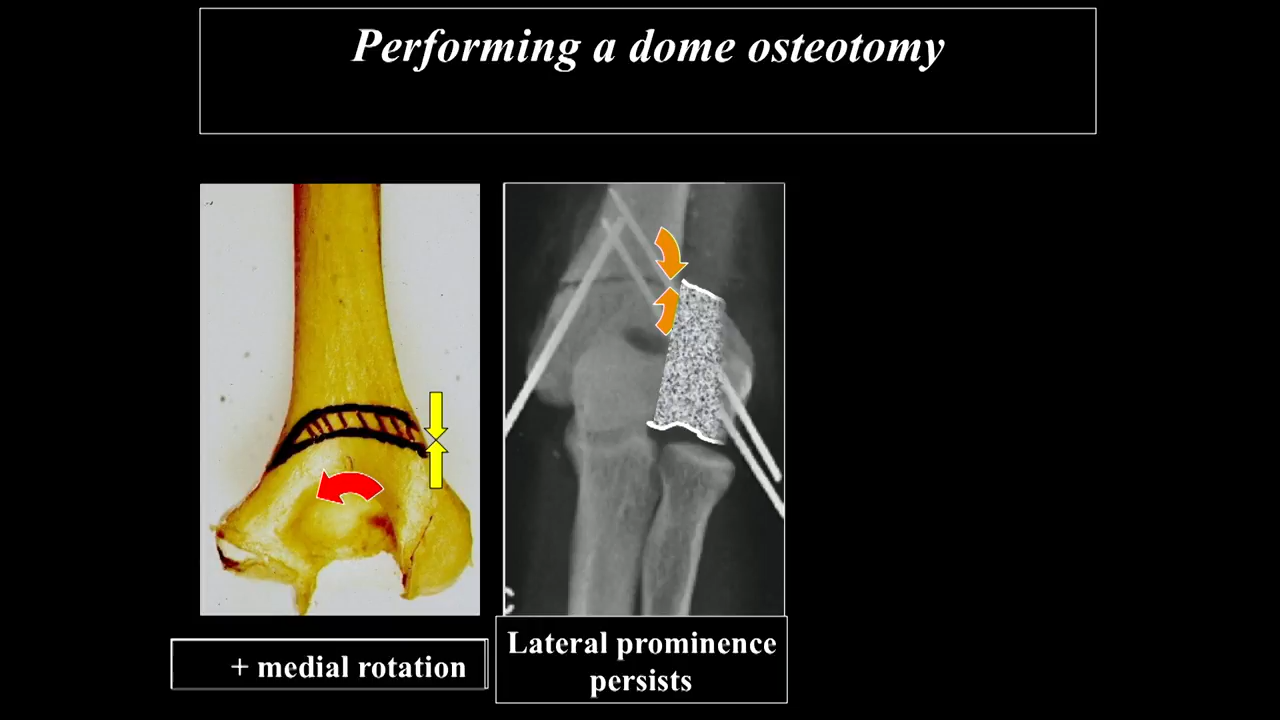 Performing a dome osteotomy
+ medial rotation
Lateral prominence
persists